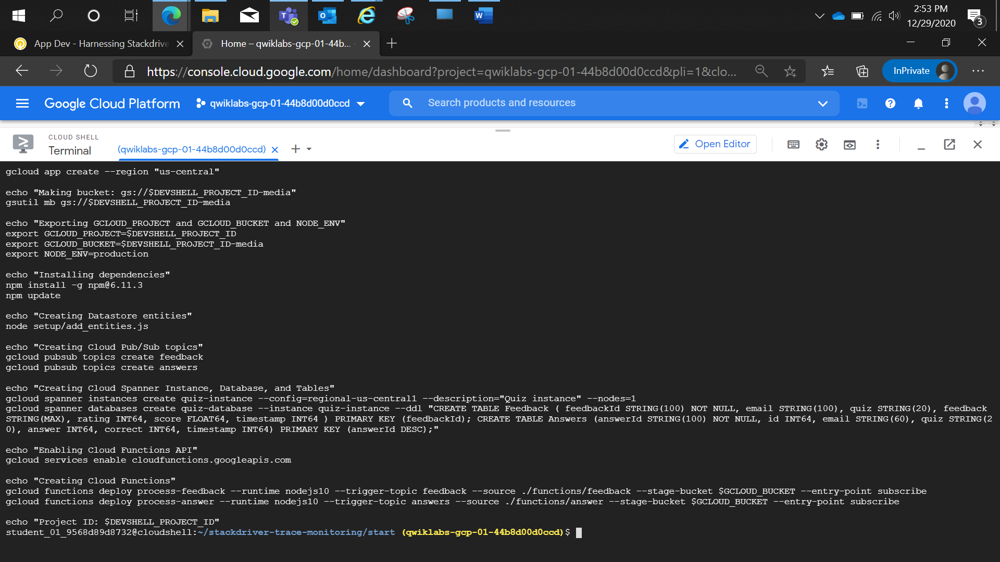 2:53 PM
12/29/2020
3
App Dev - Harnessing Stackdrive
Home – qwiklabs-gcp-01-44b...
https://console.cloud.google.com/home/dashboard?project=qwiklabs-gcp-01-44b8d00d0ccd&pli=1&clo...
InPrivate
Google Cloud Platform
qwiklabs-gcp-01-44b8d00d0ccd
Search products and resources
CLOUD SHELL
Terminal
(qwiklabs-gcp-01-44b8d00d0ccd)
Open Editor
gcloud app create --region "us-central"
echo "Making bucket: gs://$DEVSHELL_PROJECT_ID-media"
gsutil mb gs://$DEVSHELL_PROJECT_ID-media
echo "Exporting GCLOUD_PROJECT and GCLOUD_BUCKET and NODE_ENV"
export GCLOUD_PROJECT=$DEVSHELL_PROJECT_ID
export GCLOUD_BUCKET=$DEVSHELL_PROJECT_ID-media
export NODE_ENV=production
echo "Installing dependencies"
npm install -g npm@6.11.3
npm update
echo "Creating Datastore entities"
node setup/add_entities.js
echo "Creating Cloud Pub/Sub topics"
gcloud pubsub topics create feedback
gcloud pubsub topics create answers
echo "Creating Cloud Spanner Instance, Database, and Tables"
gcloud spanner instances create quiz-instance --config=regional-us-central1 --description="Quiz instance" --nodes=1
gcloud spanner databases create quiz-database --instance quiz-instance --ddl "CREATE TABLE Feedback ( feedbackId STRING(100) NOT NULL, email STRING(100), quiz STRING(20), feedback
STRING(MAX), rating INT64, score FLOAT64, timestamp INT64 ) PRIMARY KEY (feedbackId); CREATE TABLE Answers (answerId STRING(100) NOT NULL, id INT64, email STRING(60), quiz STRING(2
0), answer INT64, correct INT64, timestamp INT64) PRIMARY KEY (answerId DESC);"
echo "Enabling Cloud Functions API"
gcloud services enable cloudfunctions.googleapis.com
echo "Creating Cloud Functions"
gcloud functions deploy process-feedback --runtime nodejs10 --trigger-topic feedback --source ./functions/feedback --stage-bucket $GCLOUD_BUCKET --entry-point subscribe
gcloud functions deploy process-answer --runtime nodejs10 --trigger-topic answers --source ./functions/answer --stage-bucket $GCLOUD_BUCKET --entry-point subscribe
echo "Project ID: $DEVSHELL_PROJECT_ID"
student_01_9568d89d8732@cloudshell:~/stackdriver-trace-monitoring/start (qwiklabs-gcp-01-44b8d00d0ccd)$